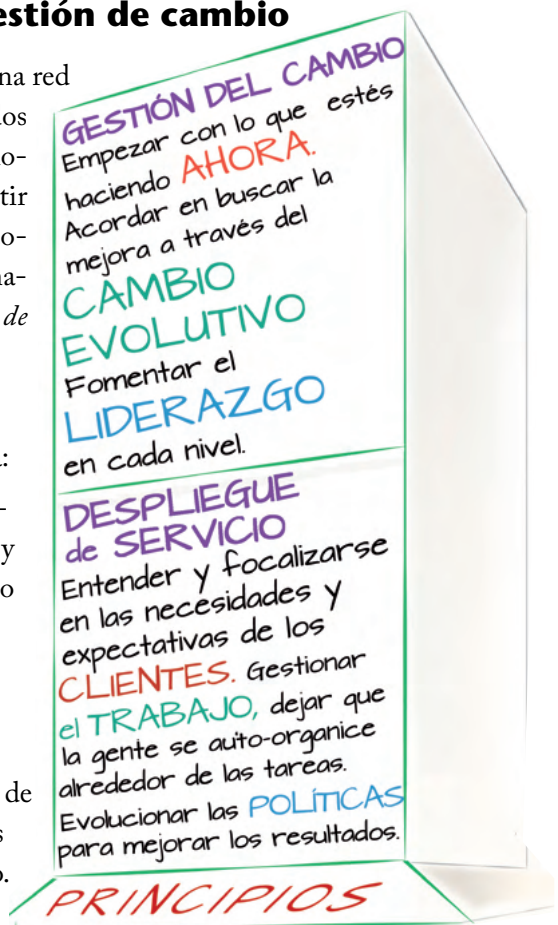 estión de cambio
na red
tir
o-
de
y
o
de
s
o.
GESTIÓN DEL CAMBIO
Empezar con lo que estés
haciendo AHORA.
Acordar en buscar la
mejora a través del
CAMBIO
EVOLUTIVO
Fomentar el
LIDERAZGO
en cada nivel.
DESPLIEGUE
de SERVICIO
Entender y focalizarse
en las necesidades y
expectativas de los
CLIENTES. Gestionar
el TRABAJO, dejar que
la gente se auto-organice
alrededor de las tareas.
Evolucionar las POLÍTICAS
para mejorar los resultados.
PRINCIPIOS